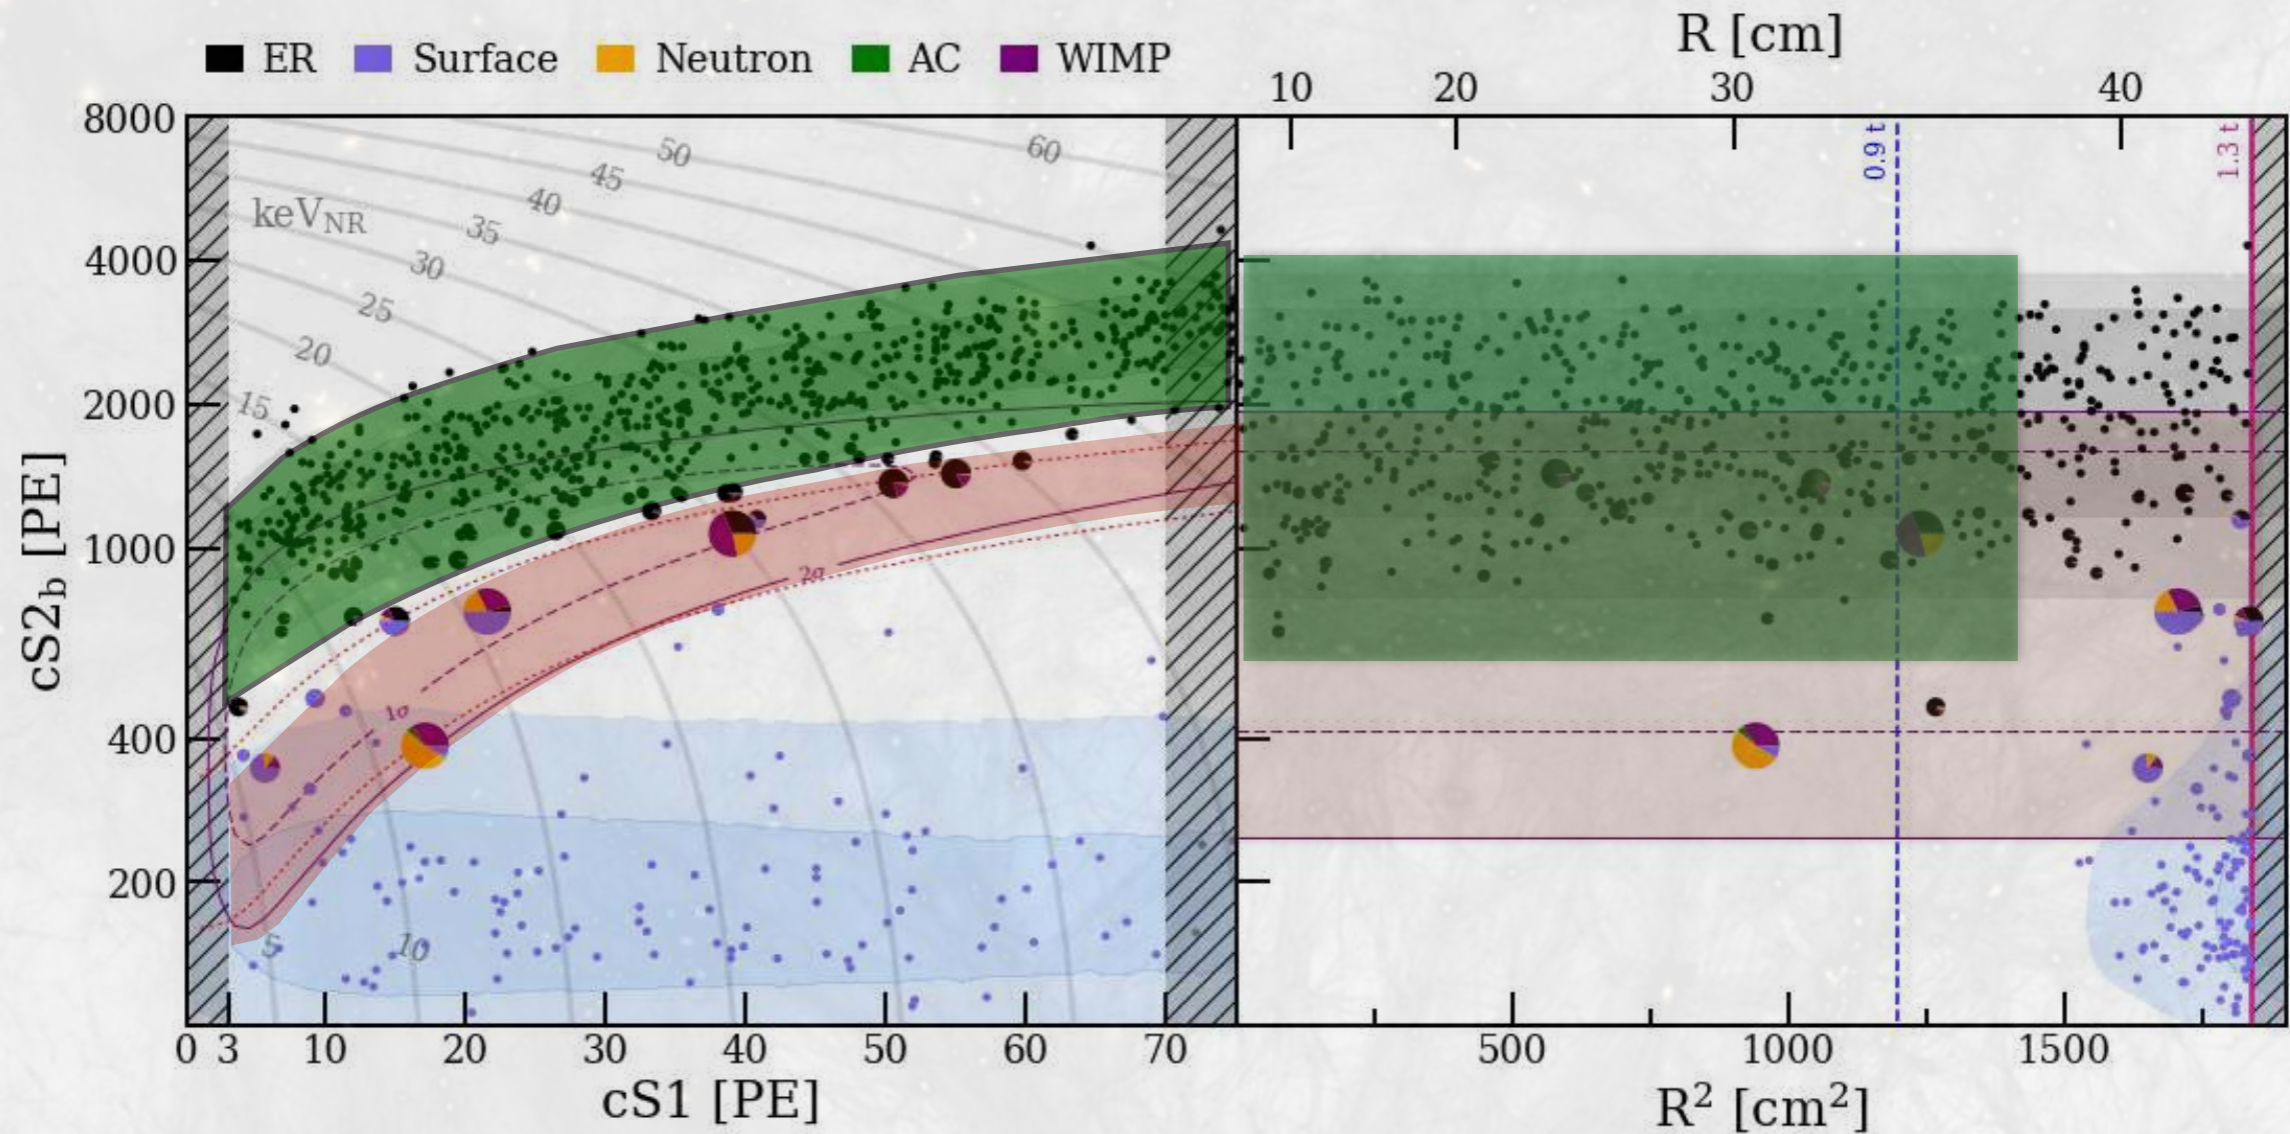 R [cm]
ER Surface Neutron AC WIMP
10 20 30 40
8000
4000
2000
1000
400
200
cS2b [PE]
keVNR
50
60
45
40
35
30
25
20
15
1σ
2σ
5
10
0.9 t
1.3 t
0 3 10 20 30 40 50 60 70
500 1000 1500
cS1 [PE]
R² [cm²]